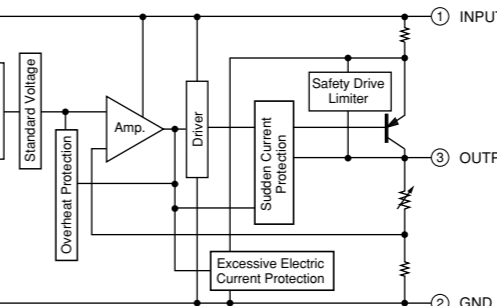 1 INPUT
Standard Voltage
Amp.
Overheat Protection
Driver
Sudden Current
Protection
Safety Drive
Limiter
3 OUTP
Excessive Electric
Current Protection
2 GND